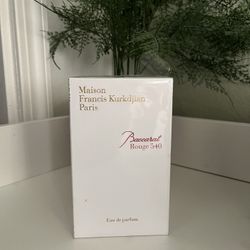 Maison
Francis Kurkdjian
Paris
Baccarat
Rouge 540
Eau de parfum